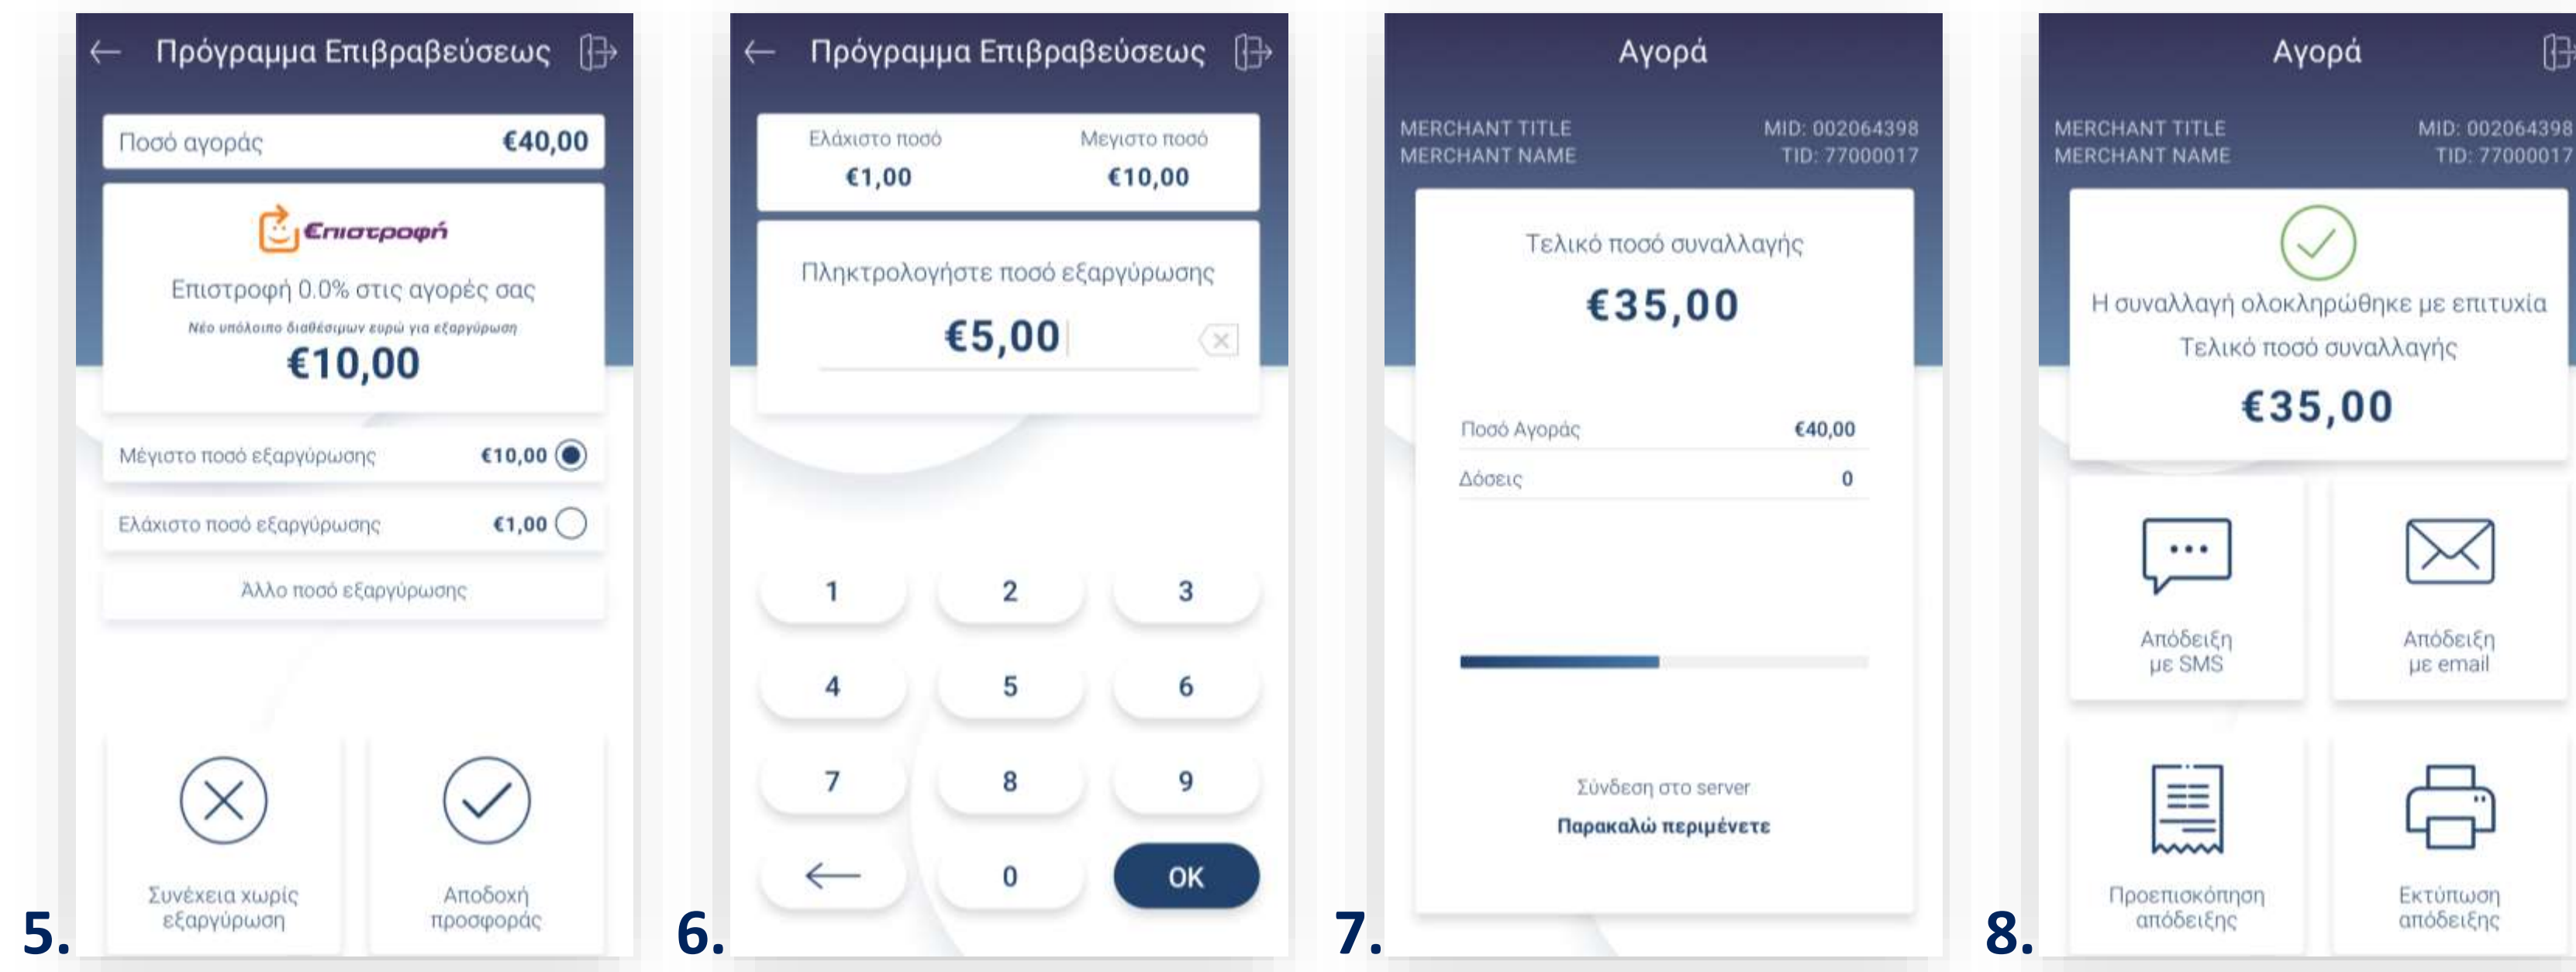 Πρόγραμμα Επιβραβεύσεως
Ποσό αγοράς €40,00
Επιστροφή
Επιστροφή 0.0% στις αγορές σας
Νέο υπόλοιπο διαθέσιμων ευρώ για εξαργύρωση
€10,00
Μέγιστο ποσό εξαργύρωσης €10,00
Ελάχιστο ποσό εξαργύρωσης €1,00
Άλλο ποσό εξαργύρωσης
Συνέχεια χωρίς
εξαργύρωση
Αποδοχή
προσφοράς
5.
Πρόγραμμα Επιβραβεύσεως
Ελάχιστο ποσό Μεγιστο ποσό
€1,00 €10,00
Πληκτρολογήστε ποσό εξαργύρωσης
€5,00
1 2 3
4 5 6
7 8 9
0 OK
6.
Αγορά
MERCHANT TITLE MID: 002064398
MERCHANT NAME TID: 77000017
Τελικό ποσό συναλλαγής
€35,00
Ποσό Αγοράς €40,00
Δόσεις 0
Σύνδεση στο server
Παρακαλώ περιμένετε
7.
Αγορά
MERCHANT TITLE MID: 002064398
MERCHANT NAME TID: 77000017
Η συναλλαγή ολοκληρώθηκε με επιτυχία
Τελικό ποσό συναλλαγής
€35,00
Απόδειξη
με SMS
Απόδειξη
με email
Προεπισκόπηση
απόδειξης
Εκτύπωση
απόδειξης
8.